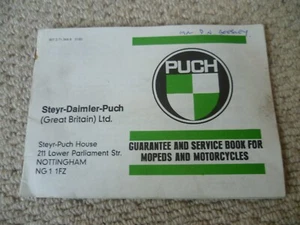 PUCH
Steyr-Daimler-Puch
(Great Britain) Ltd.
Steyr-Puch House
211 Lower Parliament Str.
NOTTINGHAM
NG1 1FZ
GUARANTEE AND SERVICE BOOK FOR
MOPEDS AND MOTORCYCLES